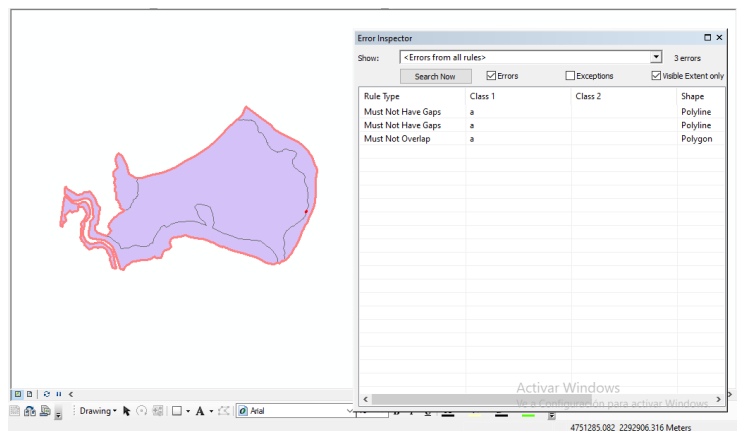 Error Inspector
Show: <Errors from all rules> 3 errors
Search Now Errors Exceptions Visible Extent only
Rule Type Class 1 Class 2 Shape
Must Not Have Gaps a Polyline
Must Not Have Gaps a Polyline
Must Not Overlap a Polygon
Activar Windows
Ve a Configuración para activar Windows.
Drawing A Arial
4751285.082 2292906.316 Meters